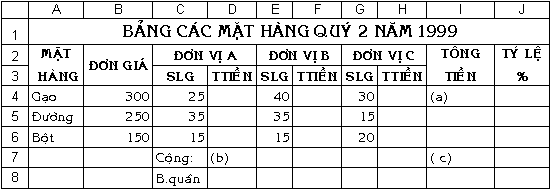 A B C D E F G H I J
1 BẢNG CÁC MẶT HÀNG QUÝ 2 NĂM 1999
2 MẶT ĐƠN GIÁ ĐƠN VỊ A ĐƠN VỊ B ĐƠN VỊ C TỔNG TỶ LỆ
3 HÀNG SLG TTIỀN SLG TTIỀN SLG TTIỀN TIỀN %
4 Gạo 300 25 40 30 (a)
5 Đường 250 35 35 15
6 Bột 150 15 15 20
7 Cộng: (b) ( c)
8 B.quân